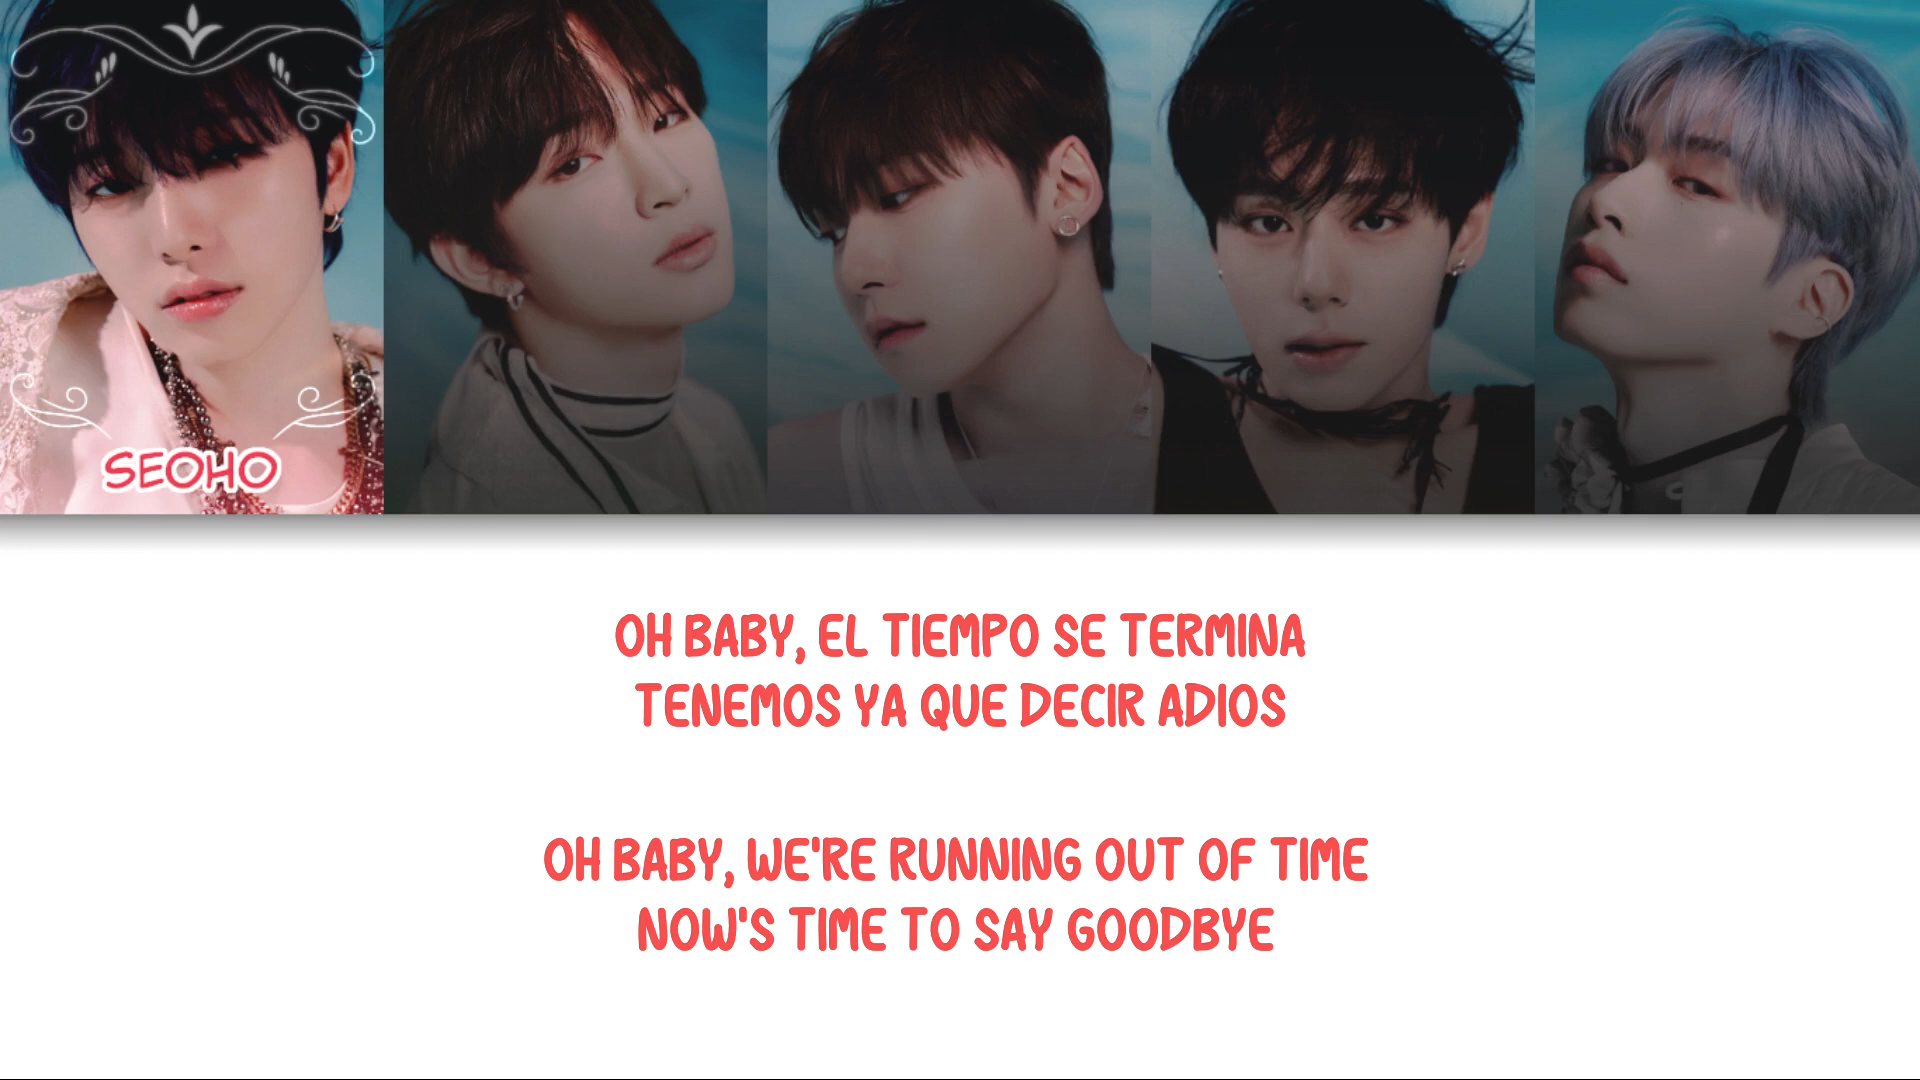 SEOHO
OH BABY, EL TIEMPO SE TERMINA
TENEMOS YA QUE DECIR ADIOS
OH BABY, WE'RE RUNNING OUT OF TIME
NOW'S TIME TO SAY GOODBYE